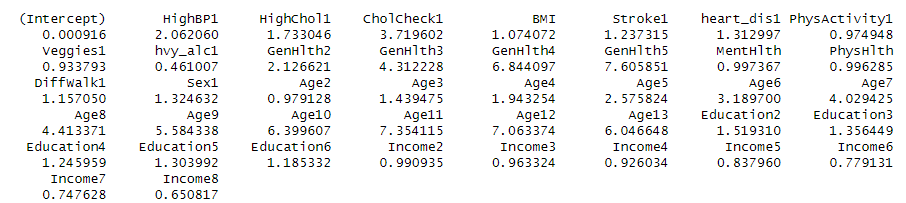 (Intercept) HighBP1 HighChol1 CholCheck1 BMI Stroke1 heart_dis1 PhysActivity1
0.000916 2.062060 1.733046 3.719602 1.074072 1.237315 1.312997 0.974948
Veggies1 hvy_alc1 GenHlth2 GenHlth3 GenHlth4 GenHlth5 MentHlth PhysHlth
0.933793 0.461007 2.126621 4.312228 6.844097 7.605851 0.997367 0.996285
DiffWalk1 Sex1 Age2 Age3 Age4 Age5 Age6 Age7
1.157050 1.324632 0.979128 1.439475 1.943254 2.575824 3.189700 4.029425
Age8 Age9 Age10 Age11 Age12 Age13 Education2 Education3
4.413371 5.584338 6.399607 7.354115 7.063374 6.046648 1.519310 1.356449
Education4 Education5 Education6 Income2 Income3 Income4 Income5 Income6
1.245959 1.303992 1.185332 0.990935 0.963324 0.926034 0.837960 0.779131
Income7 Income8
0.747628 0.650817